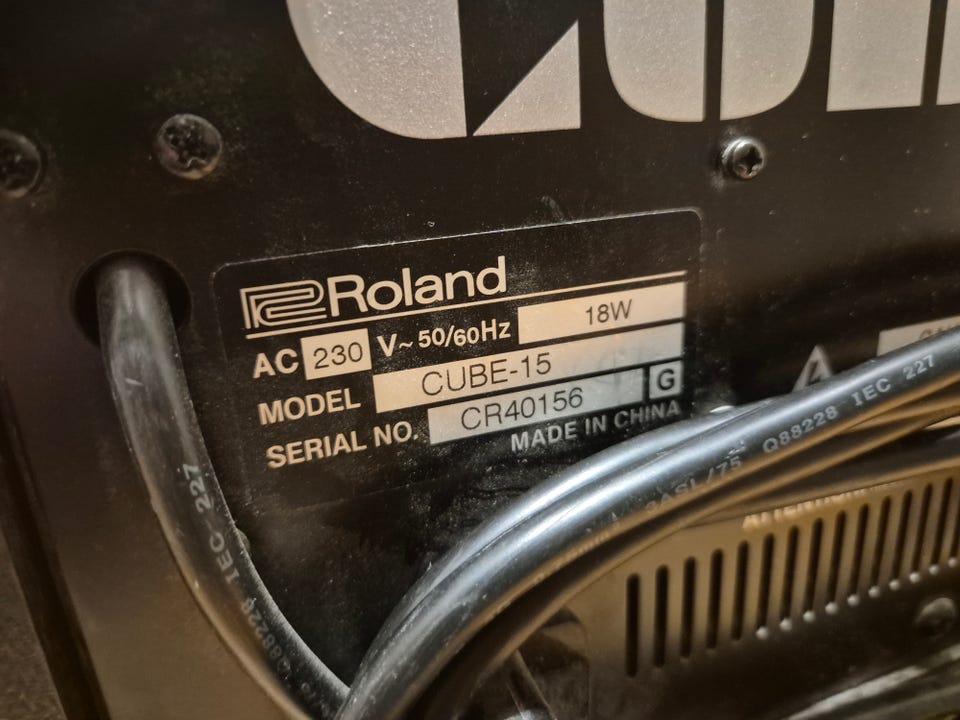 Roland
AC 230 V~ 50/60Hz 18W
MODEL CUBE-15
SERIAL NO. CR40156 G
MADE IN CHINA
Q88228 IEC 227
IEC 227
Q88228